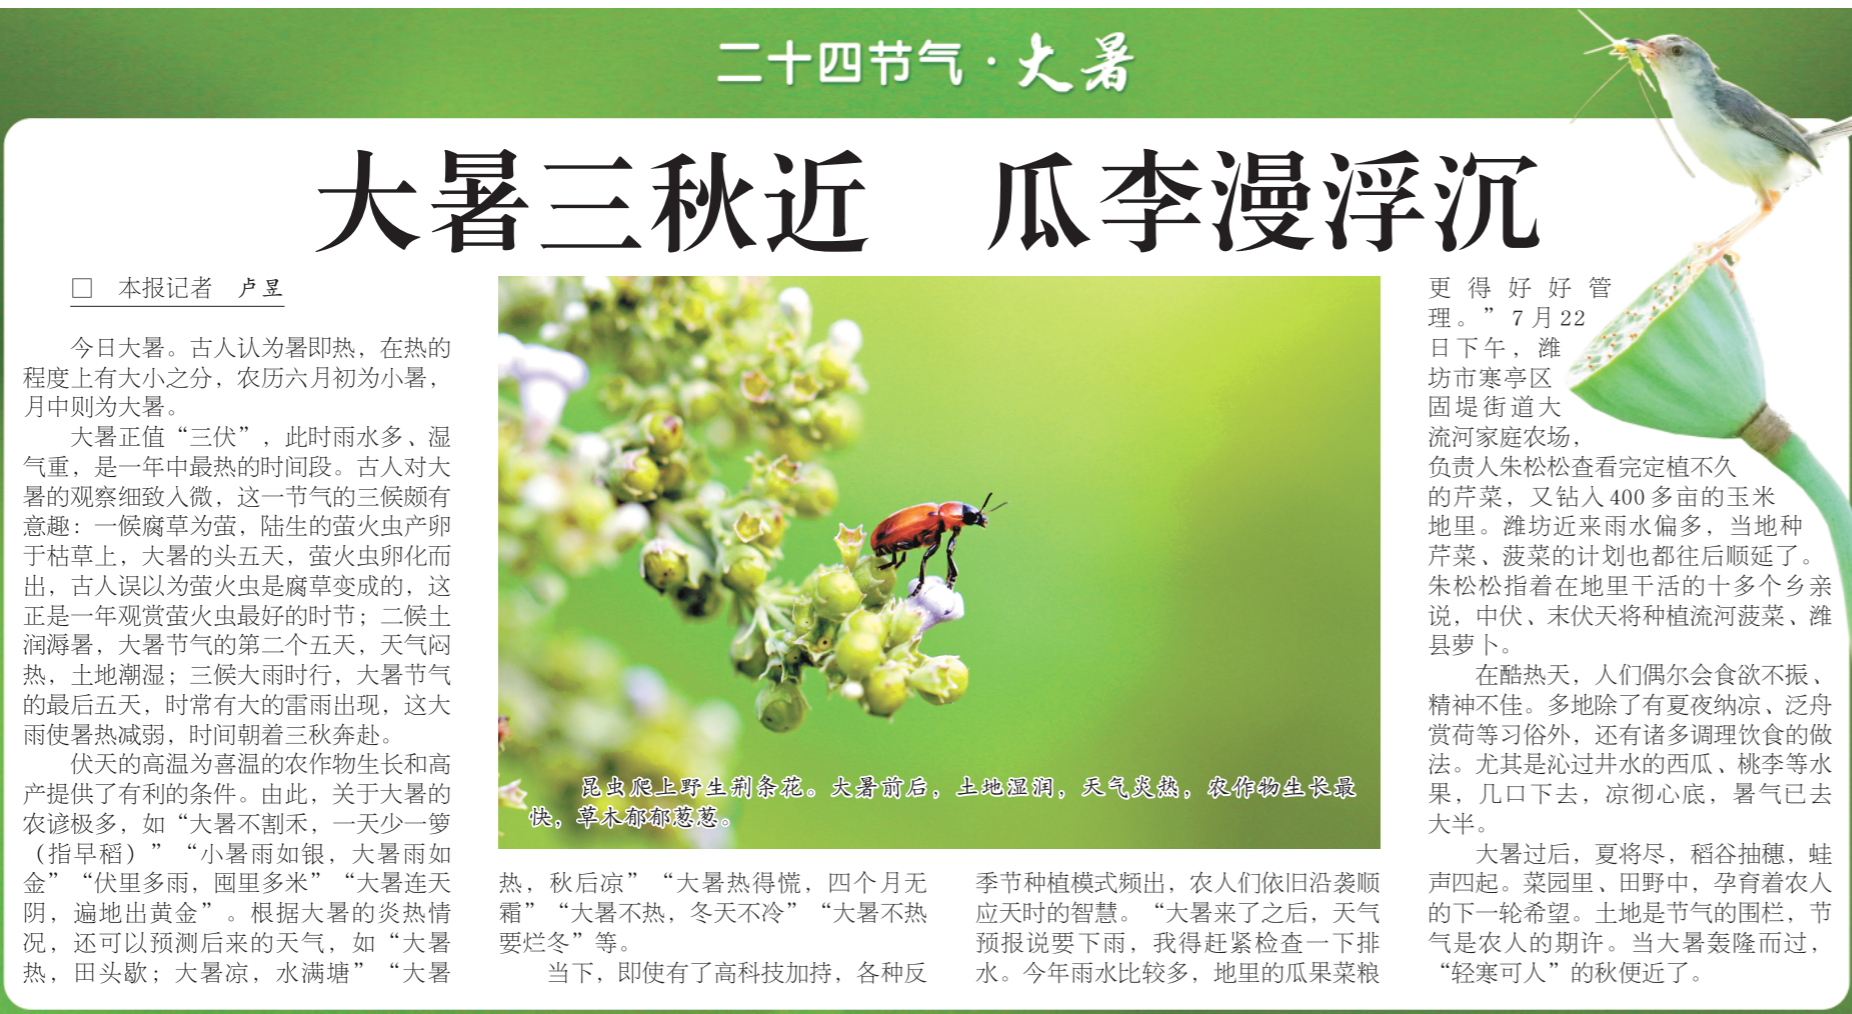 二十四节气·大暑
大暑三秋近 瓜李漫浮沉
□ 本报记者 卢昱
今日大暑。古人认为暑即热，在热的
程度上有大小之分，农历六月初为小暑，
月中则为大暑。
大暑正值“三伏”，此时雨水多、湿
气重，是一年中最热的时间段。古人对大
暑的观察细致入微，这一节气的三候颇有
意趣：一候腐草为萤，陆生的萤火虫产卵
于枯草上，大暑的头五天，萤火虫卵化而
出，古人误以为萤火虫是腐草变成的，这
正是一年观赏萤火虫最好的时节；二候土
润溽暑，大暑节气的第二个五天，天气闷
热，土地潮湿；三候大雨时行，大暑节气
的最后五天，时常有大的雷雨出现，这大
雨使暑热减弱，时间朝着三秋奔赴。
伏天的高温为喜温的农作物生长和高
产提供了有利的条件。由此，关于大暑的
农谚极多，如“大暑不割禾，一天少一箩
（指早稻）”“小暑雨如银，大暑雨如
金”“伏里多雨，囤里多米”“大暑连天
阴，遍地出黄金”。根据大暑的炎热情
况，还可以预测后来的天气，如“大暑
热，田头歇；大暑凉，水满塘”“大暑
昆虫爬上野生荆条花。大暑前后，土地湿润，天气炎热，农作物生长最
快，草木郁郁葱葱。
热，秋后凉”“大暑热得慌，四个月无
霜”“大暑不热，冬天不冷”“大暑不热
要烂冬”等。
当下，即使有了高科技加持，各种反
季节种植模式频出，农人们依旧沿袭顺
应天时的智慧。“大暑来了之后，天气
预报说要下雨，我得赶紧检查一下排
水。今年雨水比较多，地里的瓜果菜粮
更得好好管
理。”7月22
日下午，潍
坊市寒亭区
固堤街道大
流河家庭农场，
负责人朱松松查看完定植不久
的芹菜，又钻入400多亩的玉米
地里。潍坊近来雨水偏多，当地种
芹菜、菠菜的计划也都往后顺延了。
朱松松指着在地里干活的十多个乡亲
说，中伏、末伏天将种植流河菠菜、潍
县萝卜。
在酷热天，人们偶尔会食欲不振、
精神不佳。多地除了有夏夜纳凉、泛舟
赏荷等习俗外，还有诸多调理饮食的做
法。尤其是沁过井水的西瓜、桃李等水
果，几口下去，凉彻心底，暑气已去
大半。
大暑过后，夏将尽，稻谷抽穗，蛙
声四起。菜园里、田野中，孕育着农人
的下一轮希望。土地是节气的围栏，节
气是农人的期许。当大暑轰隆而过，
“轻寒可人”的秋便近了。